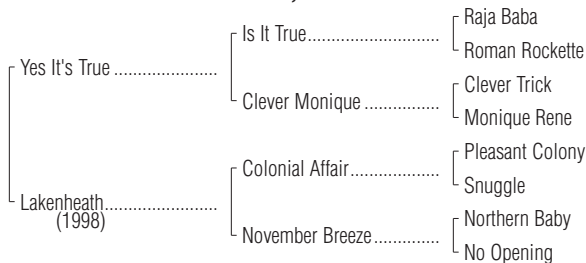 Raja Baba
Is It True
Roman Rockette
Yes It's True
Clever Trick
Clever Monique
Monique Rene
Pleasant Colony
Colonial Affair
Snuggle
Lakenheath
(1998)
Northern Baby
November Breeze
No Opening